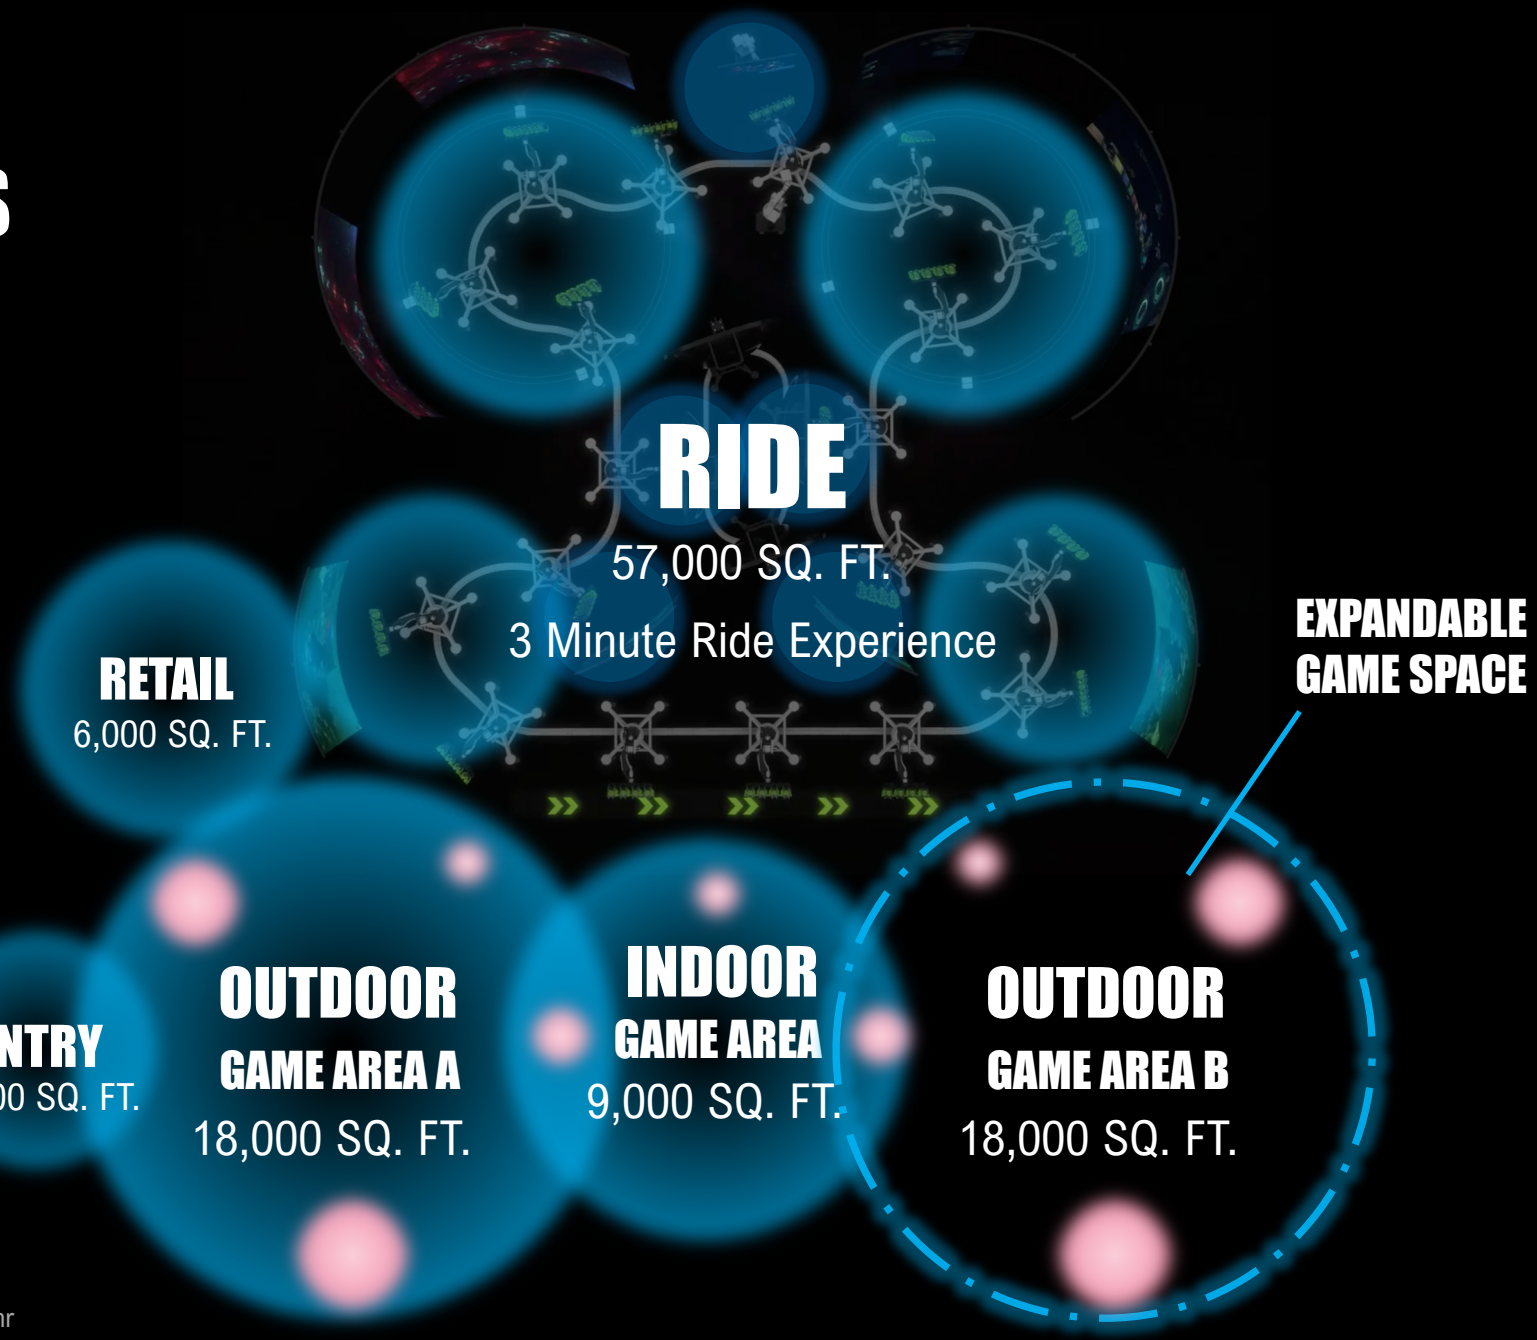 S
RIDE
57,000 SQ. FT.
3 Minute Ride Experience
EXPANDABLE
GAME SPACE
RETAIL
6,000 SQ. FT.
OUTDOOR
GAME AREA A
18,000 SQ. FT.
INDOOR
GAME AREA
9,000 SQ. FT.
OUTDOOR
GAME AREA B
18,000 SQ. FT.
NTRY
00 SQ. FT.
hr